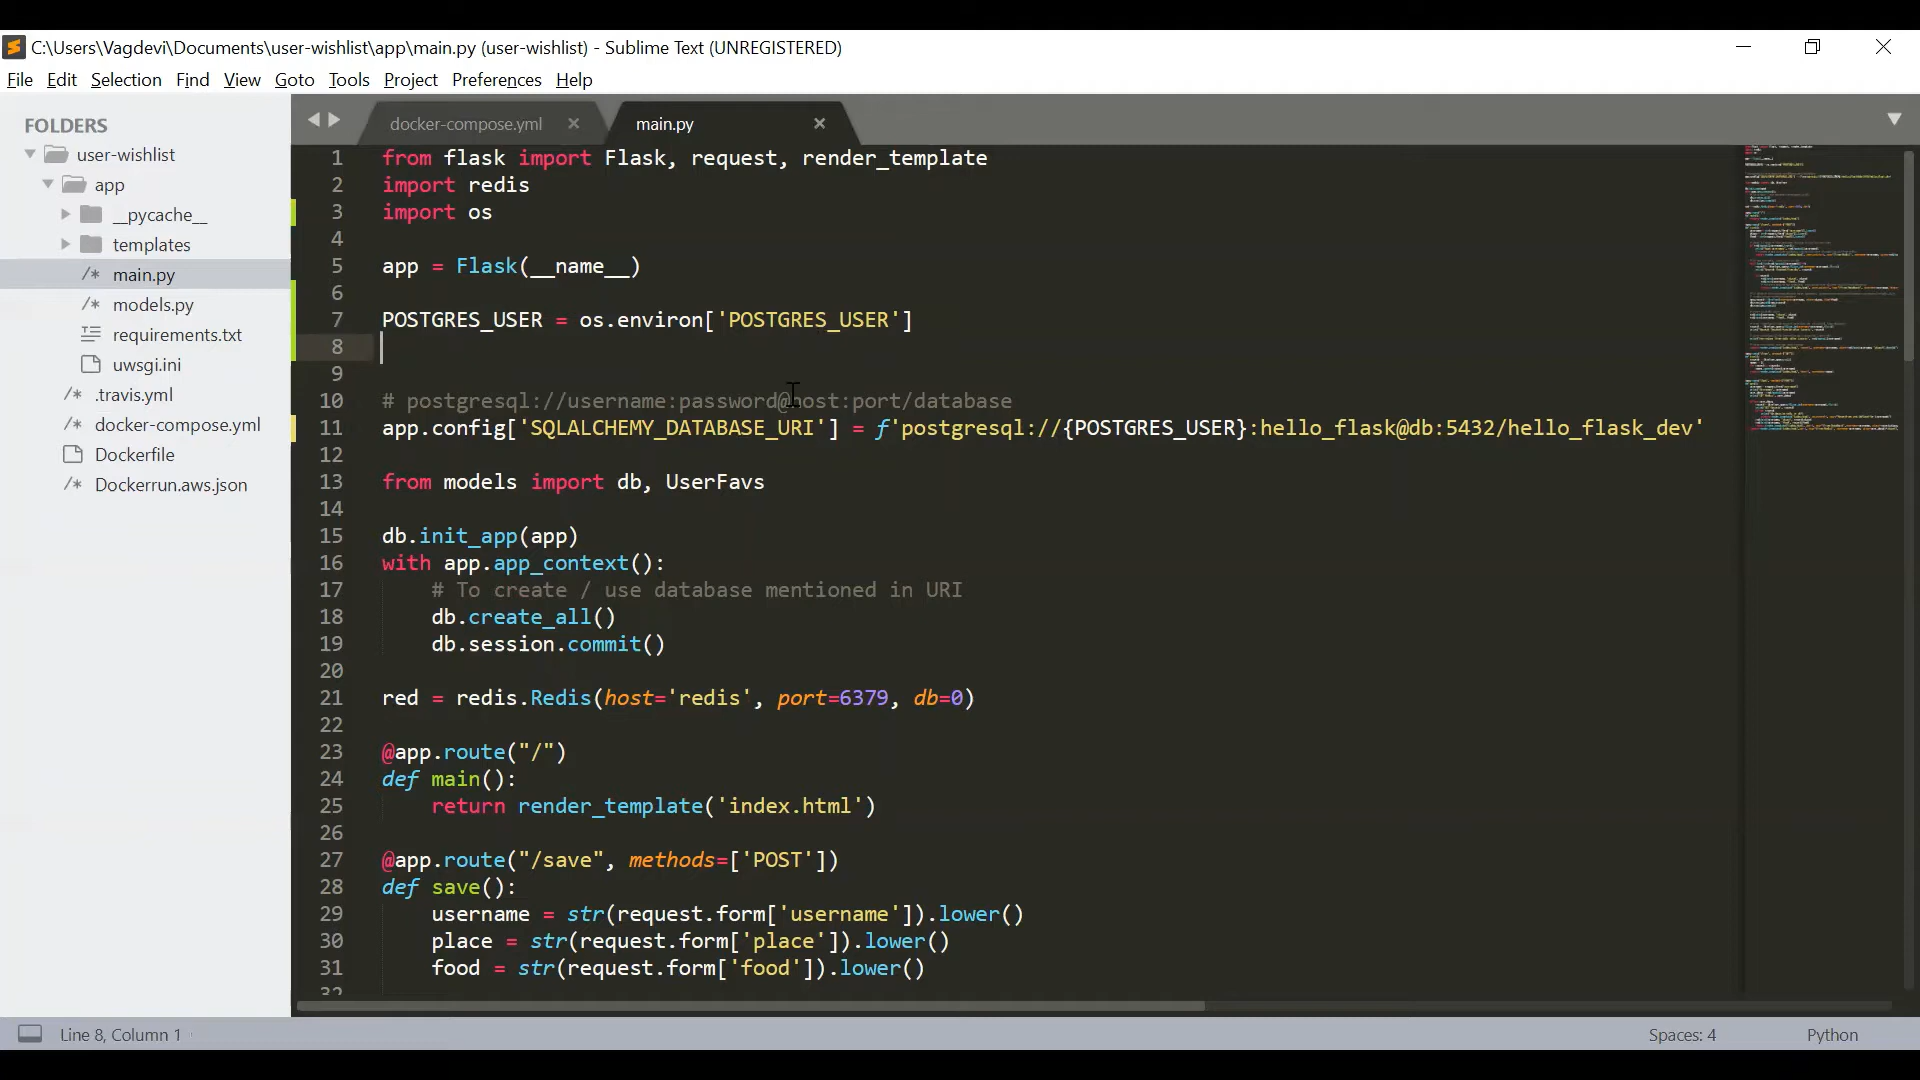 C:\Users\Vagdevi\Documents\user-wishlist\app\main.py (user-wishlist) - Sublime Text (UNREGISTERED)
File Edit Selection Find View Goto Tools Project Preferences Help
FOLDERS
user-wishlist
app
__pycache__
templates
main.py
models.py
requirements.txt
uwsgi.ini
.travis.yml
docker-compose.yml
Dockerfile
Dockerrun.aws.json
docker-compose.yml main.py
1 from flask import Flask, request, render_template
2 import redis
3 import os
4
5 app = Flask(__name__)
6
7 POSTGRES_USER = os.environ['POSTGRES_USER']
8
9
10 # postgresql://username:password@host:port/database
11 app.config['SQLALCHEMY_DATABASE_URI'] = f'postgresql://{POSTGRES_USER}:hello_flask@db:5432/hello_flask_dev'
12
13 from models import db, UserFavs
14
15 db.init_app(app)
16 with app.app_context():
17 # To create / use database mentioned in URI
18 db.create_all()
19 db.session.commit()
20
21 red = redis.Redis(host='redis', port=6379, db=0)
22
23 @app.route("/")
24 def main():
25 return render_template('index.html')
26
27 @app.route("/save", methods=['POST'])
28 def save():
29 username = str(request.form['username']).lower()
30 place = str(request.form['place']).lower()
31 food = str(request.form['food']).lower()
32
Line 8, Column 1 Spaces: 4 Python